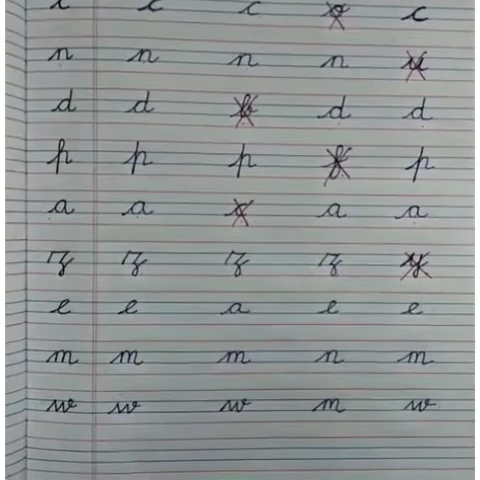 c c c c
n n n n
d d d d
p p p p
a a a a
z z z z
e e a e e
m m m n m
w w w m w